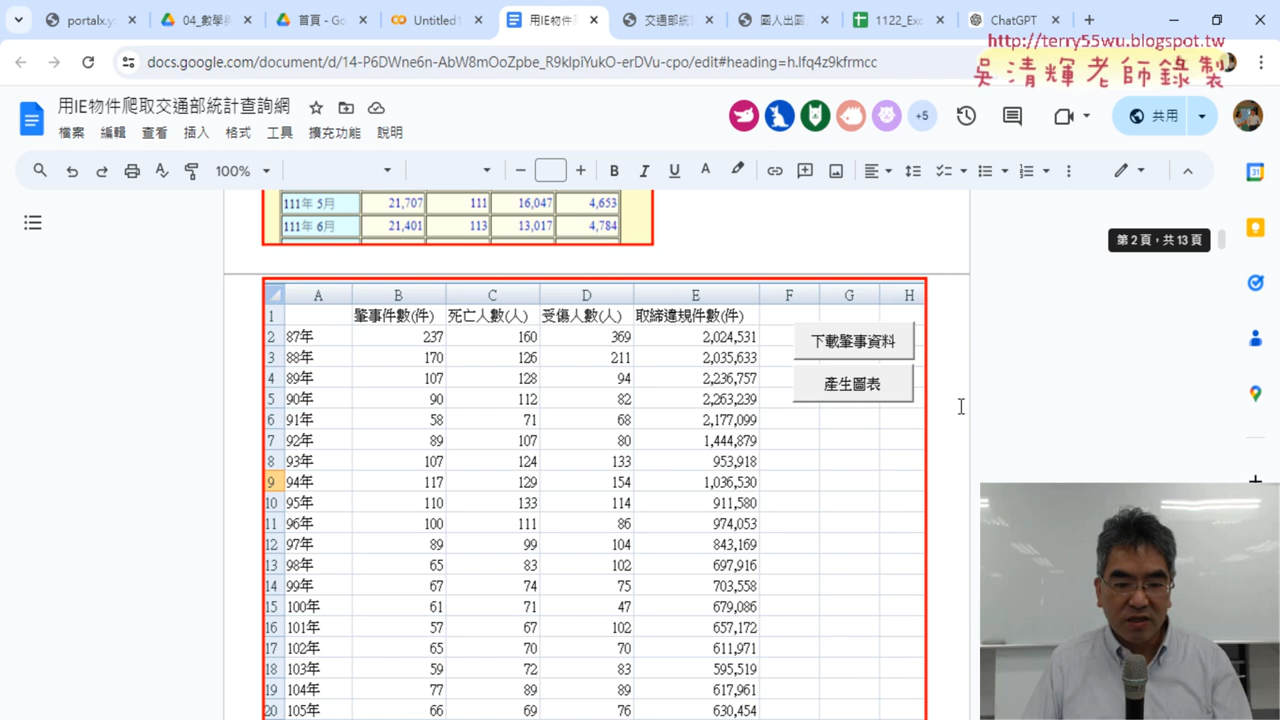 portalx.y
04_數學與
首頁 - Go
Untitled1
用IE物件
交通部統計
國人出國
1122_Exc
ChatGPT
http://terry55wu.blogspot.tw
docs.google.com/document/d/14-P6DWne6n-AbW8mOoZppe_R9klpiYukO-erDVu-cpo/edit#heading=h.lfq4z9kfrmcc
吳清輝老師錄製
用IE物件爬取交通部統計查詢網
檔案 編輯 查看 插入 格式 工具 擴充功能 說明
+5
共用
100%
B I U A
31
111年 5月 21,707 111 16,047 4,653
111年 6月 21,401 113 13,017 4,784
第 2 頁，共 13 頁
A B C D E F G H
1 肇事件數(件) 死亡人數(人) 受傷人數(人) 取締違規件數(件)
2 87年 237 160 369 2,024,531
下載肇事資料
3 88年 170 126 211 2,035,633
4 89年 107 128 94 2,236,757
產生圖表
5 90年 90 112 82 2,263,239
6 91年 58 71 68 2,177,099
7 92年 89 107 80 1,444,879
8 93年 107 124 133 953,918
9 94年 117 129 154 1,036,530
10 95年 110 133 114 911,580
11 96年 100 111 86 974,053
12 97年 89 99 104 843,169
13 98年 65 83 102 697,916
14 99年 67 74 75 703,558
15 100年 61 71 47 679,086
16 101年 57 67 102 657,172
17 102年 65 70 70 611,971
18 103年 59 72 83 595,519
19 104年 77 89 89 617,961
20 105年 66 69 76 630,454